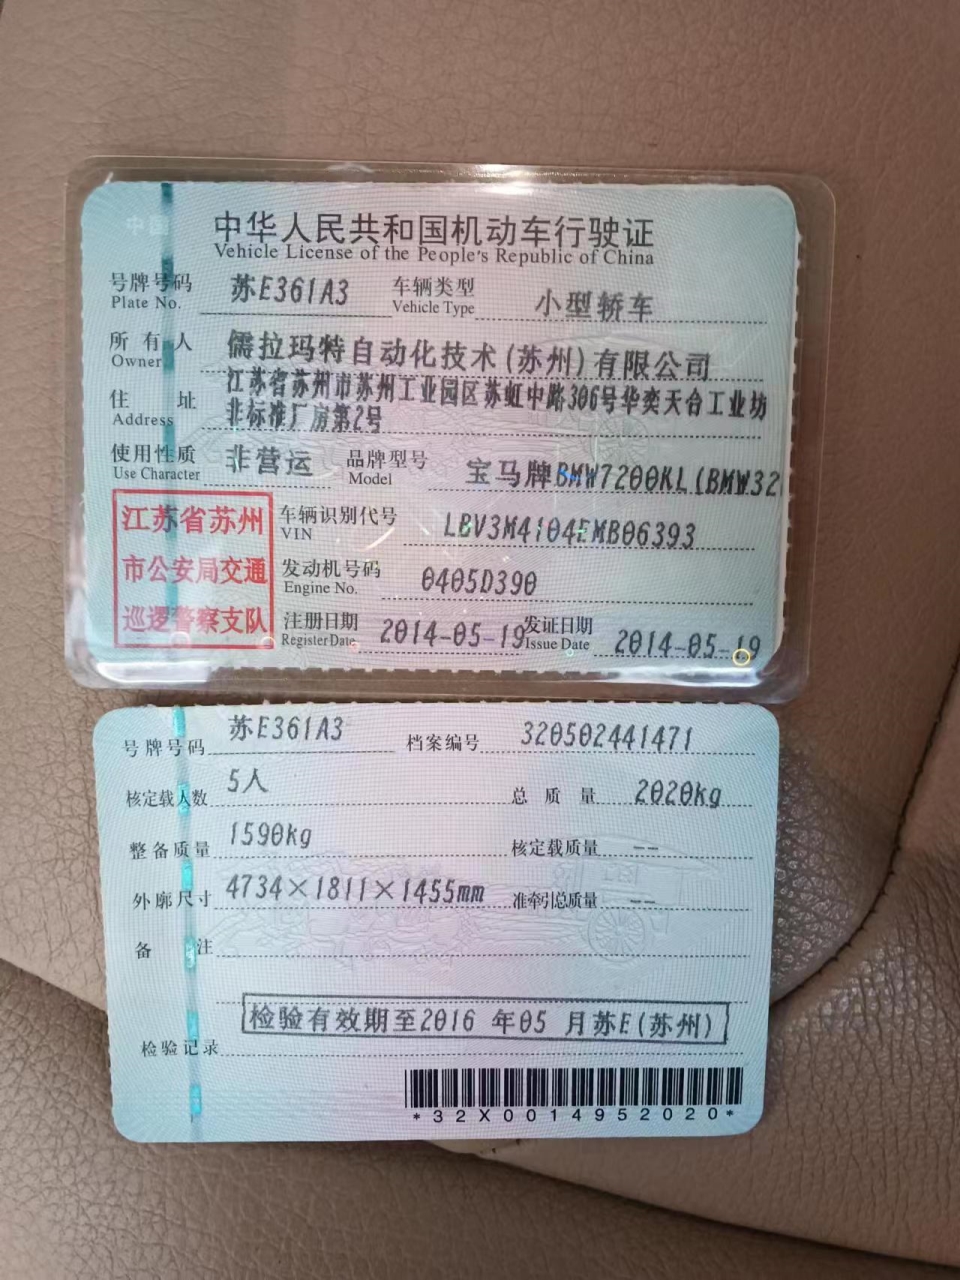 中华人民共和国机动车行驶证
Vehicle License of the People's Republic of China
号牌号码 苏E361A3 车辆类型 小型轿车
Plate No. Vehicle Type
所有人 儒拉玛特自动化技术(苏州)有限公司
Owner
住址 江苏省苏州市苏州工业园区苏虹中路306号华奕天合工业坊
Address 非标准厂房第2号
使用性质 非营运 品牌型号 宝马牌BMW7200KL(BMW32
Use Character Model
江苏省苏州 车辆识别代号 LBV3M4104EMB06393
VIN
市公安局交通 发动机号码 0405D390
Engine No.
巡逻警察支队 注册日期 2014-05-19 发证日期 2014-05-19
Register Date Issue Date
号牌号码 苏E361A3 档案编号 320502441471
核定载人数 5人 总质量 2020kg
整备质量 1590kg 核定载质量 --
外廓尺寸 4734×1811×1455mm 准牵引总质量 --
备注
检验有效期至2016 年05 月苏E(苏州)
检验记录
*32X0014952020*